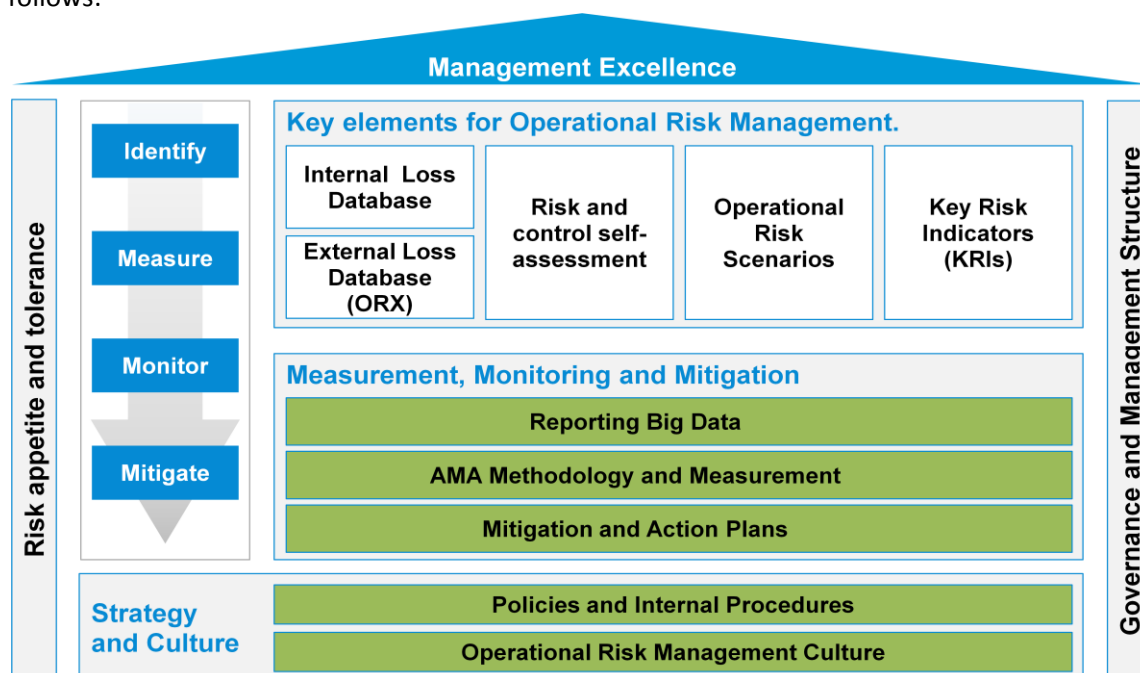 follows:
Management Excellence
Risk appetite and tolerance
Identify
Measure
Monitor
Mitigate
Key elements for Operational Risk Management.
Internal Loss
Database
External Loss
Database
(ORX)
Risk and
control self-
assessment
Operational
Risk
Scenarios
Key Risk
Indicators
(KRIs)
Measurement, Monitoring and Mitigation
Reporting Big Data
AMA Methodology and Measurement
Mitigation and Action Plans
Strategy
and Culture
Policies and Internal Procedures
Operational Risk Management Culture
Governance and Management Structure